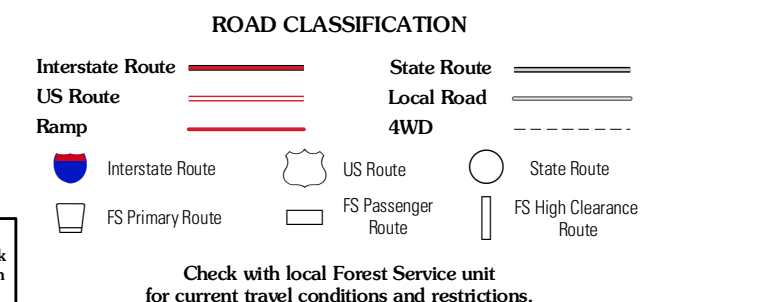 ROAD CLASSIFICATION
Interstate Route
State Route
US Route
Local Road
Ramp
4WD
Interstate Route
US Route
State Route
FS Primary Route
FS Passenger
Route
FS High Clearance
Route
Check with local Forest Service unit
for current travel conditions and restrictions.